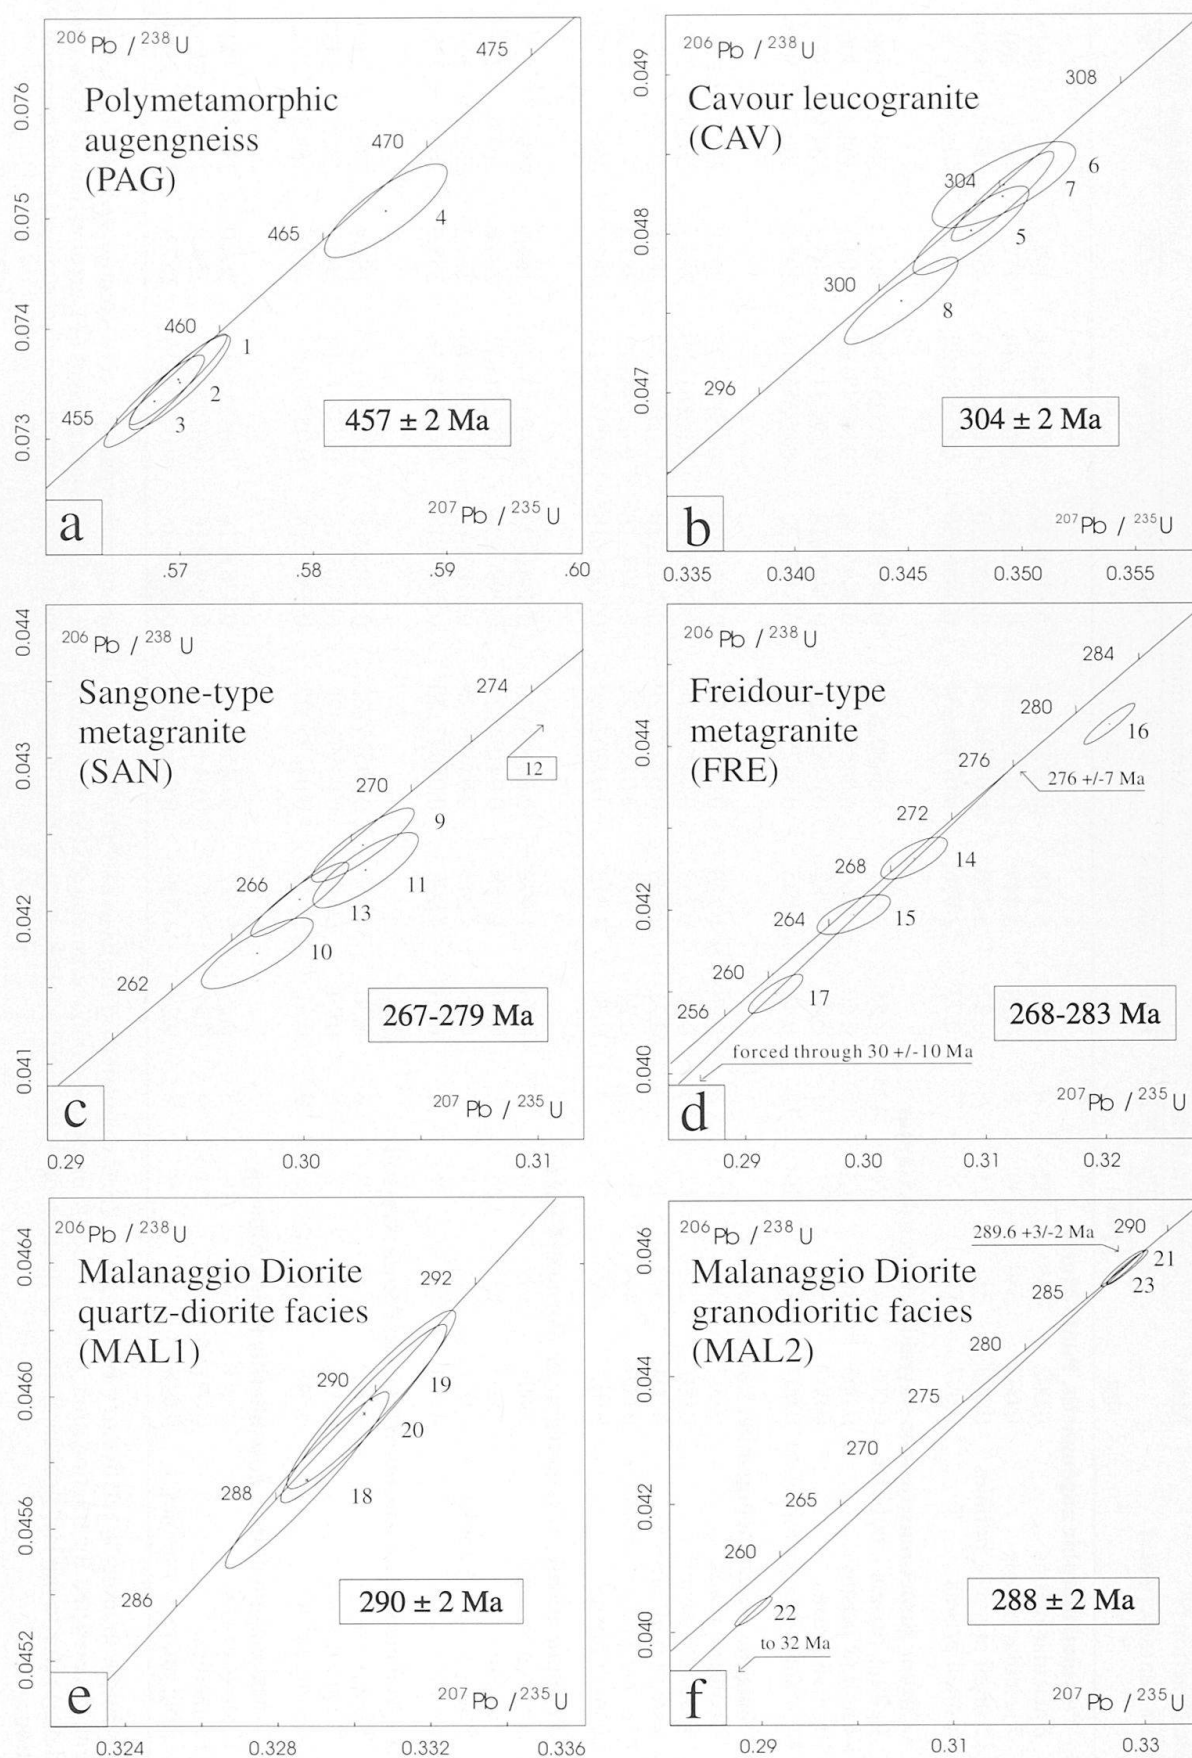 206Pb / 238U
Polymetamorphic
augengneiss
(PAG)
475
470
465
460
455
4
1
2
3
457 ± 2 Ma
207Pb / 235U
a
0.076
0.075
0.074
0.073
.57
.58
.59
.60
206Pb / 238U
Cavour leucogranite
(CAV)
308
304
300
296
6
7
5
8
304 ± 2 Ma
207Pb / 235U
b
0.049
0.048
0.047
0.335
0.340
0.345
0.350
0.355
206Pb / 238U
Sangone-type
metagranite
(SAN)
274
270
266
262
12
9
11
13
10
267-279 Ma
207Pb / 235U
c
0.044
0.043
0.042
0.041
0.29
0.30
0.31
206Pb / 238U
Freidour-type
metagranite
(FRE)
284
280
276
272
268
264
260
256
16
276 +/-7 Ma
14
15
17
268-283 Ma
forced through 30 +/-10 Ma
207Pb / 235U
d
0.044
0.042
0.040
0.29
0.30
0.31
0.32
206Pb / 238U
Malanaggio Diorite
quartz-diorite facies
(MAL1)
292
290
288
286
19
20
18
290 ± 2 Ma
207Pb / 235U
e
0.0464
0.0460
0.0456
0.0452
0.324
0.328
0.332
0.336
206Pb / 238U
289.6 +3/-2 Ma
Malanaggio Diorite
granodioritic facies
(MAL2)
290
285
280
275
270
265
260
21
23
22
288 ± 2 Ma
to 32 Ma
207Pb / 235U
f
0.046
0.044
0.042
0.040
0.29
0.31
0.33